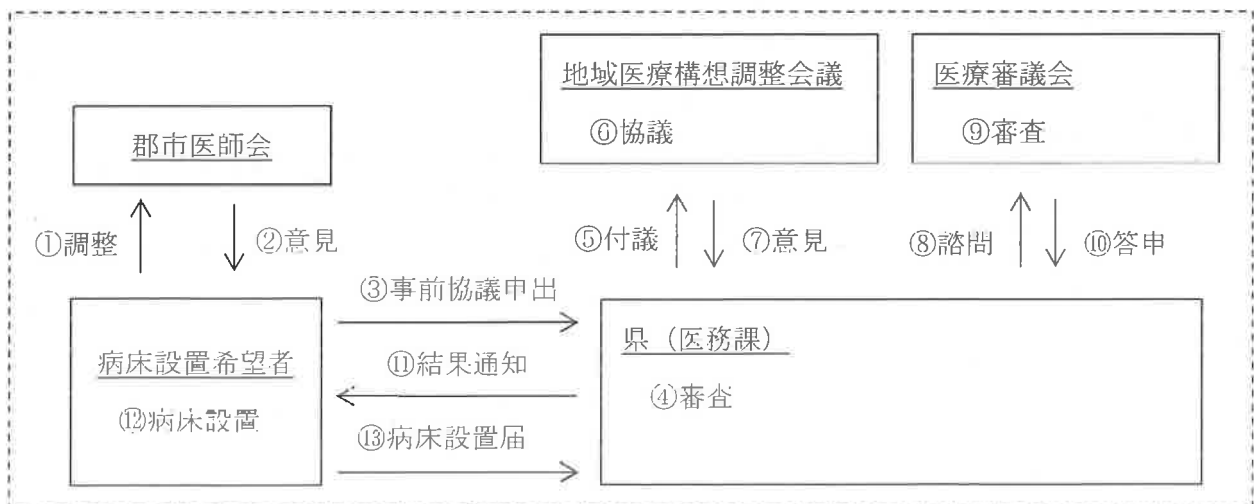 地域医療構想調整会議
⑥協議
医療審議会
⑨審査
郡市医師会
①調整
②意見
⑤付議
⑦意見
⑧諮問
⑩答申
③事前協議申出
病床設置希望者
⑫病床設置
⑪結果通知
⑬病床設置届
県（医務課）
④審査